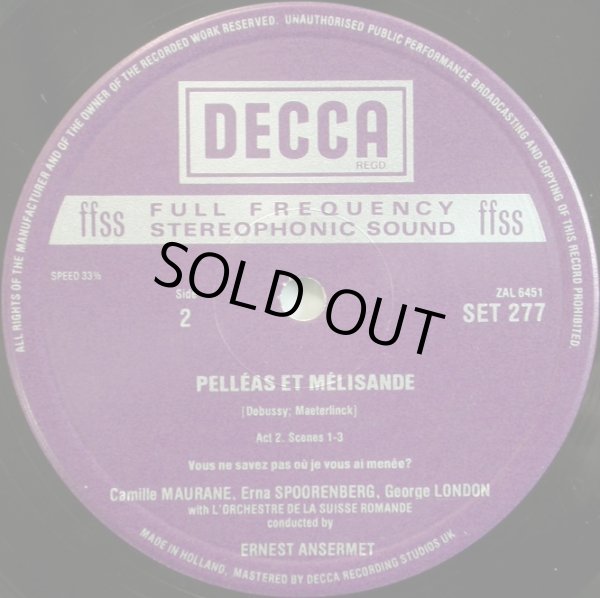 ALL RIGHTS OF THE MANUFACTURER AND OF THE OWNER OF THE RECORDED WORK RESERVED. UNAUTHORISED PUBLIC PERFORMANCE BROADCASTING AND COPYING OF THIS RECORD PROHIBITED.
DECCA
REGD.
ffss FULL FREQUENCY STEREOPHONIC SOUND ffss
SPEED 33⅓
Side
2
SOLD OUT
ZAL 6451
SET 277
PELLÉAS ET MÉLISANDE
(Debussy; Maeterlinck)
Act 2. Scenes 1-3
Vous ne savez pas où je vous ai menée?
Camille MAURANE, Erna SPOORENBERG, George LONDON
with L'ORCHESTRE DE LA SUISSE ROMANDE
conducted by
ERNEST ANSERMET
MADE IN HOLLAND, MASTERED BY DECCA RECORDING STUDIOS UK.